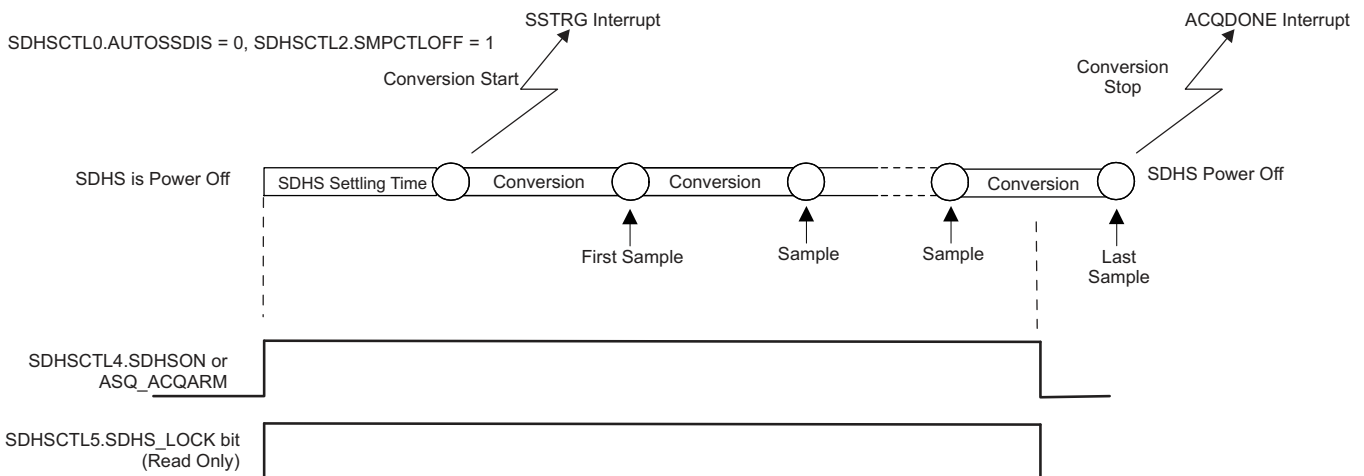 SSTRG Interrupt
ACQDONE Interrupt
SDHSCTL0.AUTOSSDIS = 0, SDHSCTL2.SMPCTLOFF = 1
Conversion Start
Conversion
Stop
SDHS is Power Off
SDHS Settling Time
Conversion
Conversion
Conversion
SDHS Power Off
First Sample
Sample
Sample
Last
Sample
SDHSCTL4.SDHSON or
ASQ_ACQARM
SDHSCTL5.SDHS_LOCK bit
(Read Only)